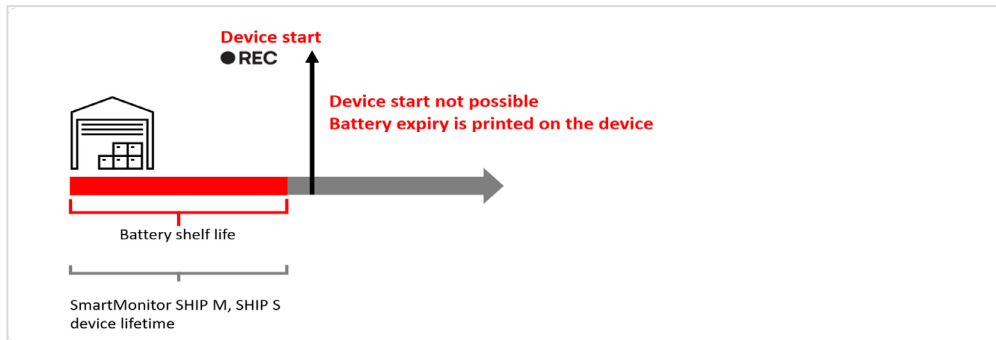 Device start
REC
Device start not possible
Battery expiry is printed on the device
Battery shelf life
SmartMonitor SHIP M, SHIP S
device lifetime